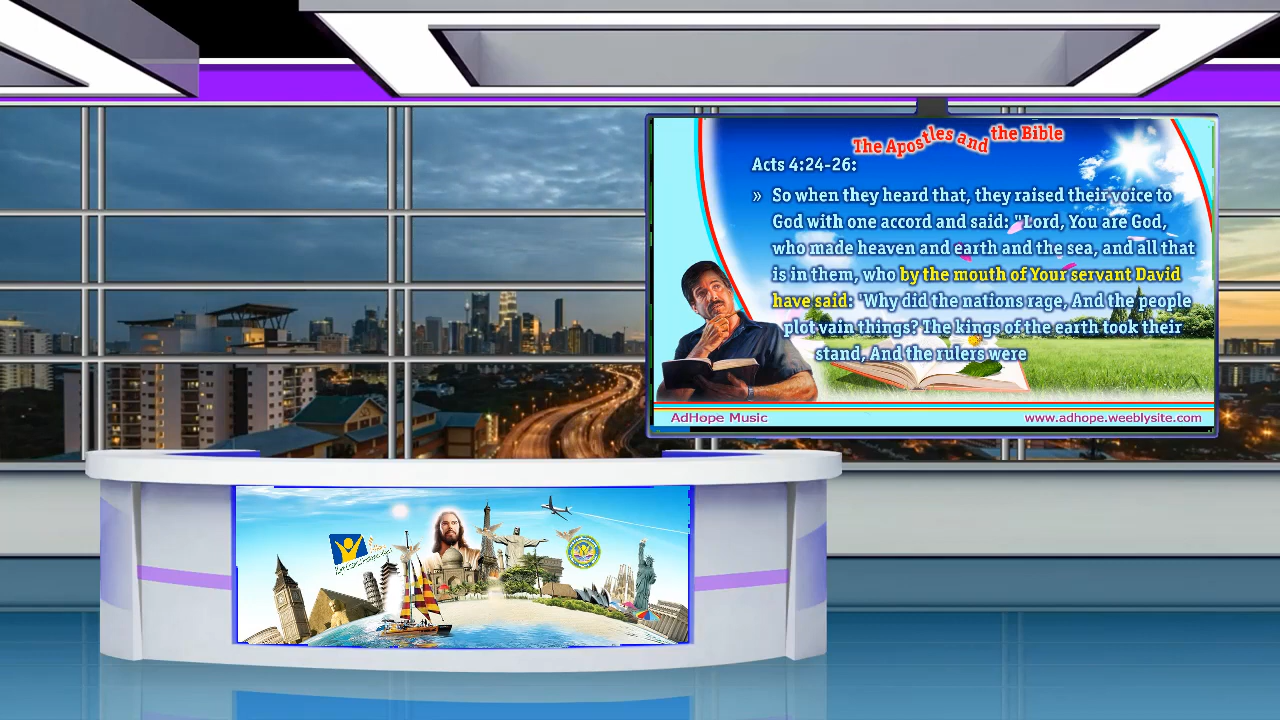 The Apostles and the Bible
Acts 4:24-26:
» So when they heard that, they raised their voice to
God with one accord and said: "Lord, You are God,
who made heaven and earth and the sea, and all that
is in them, who by the mouth of Your servant David
have said: 'Why did the nations rage, And the people
plot vain things? The kings of the earth took their
stand, And the rulers were
AdHope Music
www.adhope.weeblysite.com